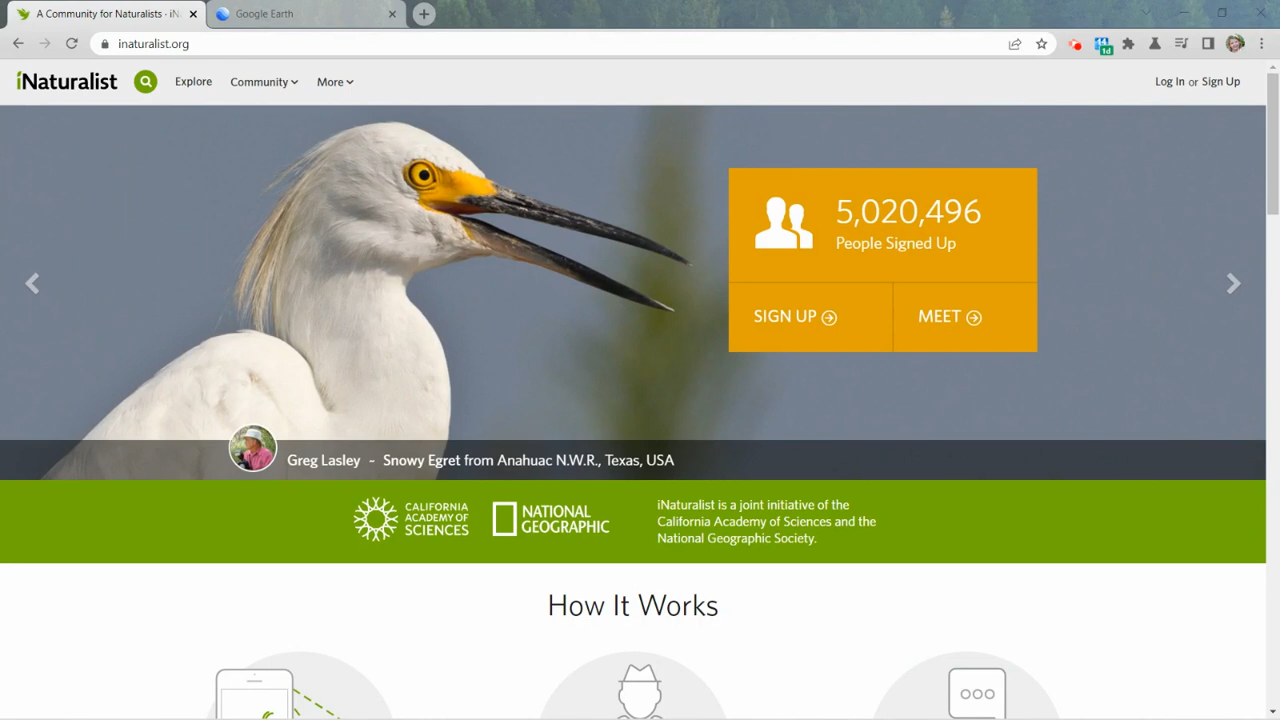 A Community for Naturalists · iN
Google Earth
inaturalist.org
1d
iNaturalist
Explore
Community
More
Log In or Sign Up
5,020,496
People Signed Up
SIGN UP
MEET
Greg Lasley - Snowy Egret from Anahuac N.W.R., Texas, USA
CALIFORNIA
ACADEMY OF
SCIENCES
NATIONAL
GEOGRAPHIC
iNaturalist is a joint initiative of the
California Academy of Sciences and the
National Geographic Society.
How It Works